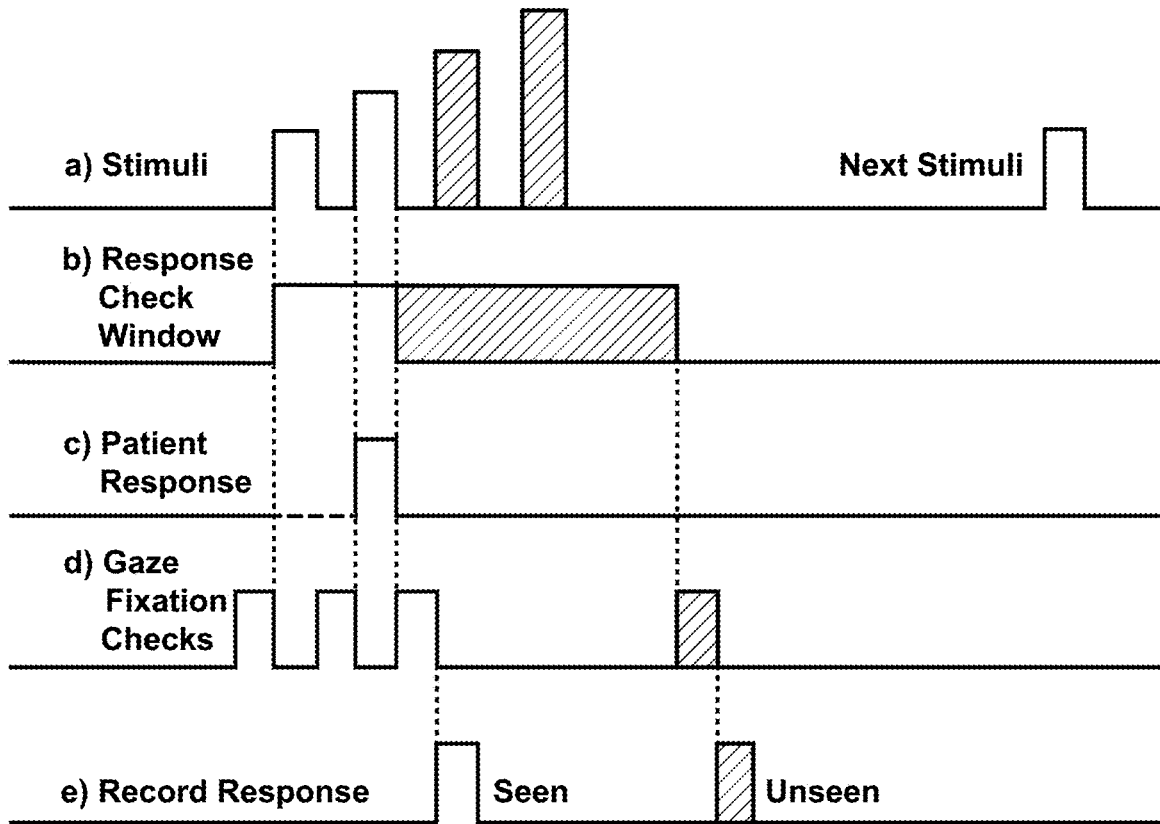 a) Stimuli
Next Stimuli
b) Response
Check
Window
c) Patient
Response
d) Gaze
Fixation
Checks
e) Record Response
Seen
Unseen